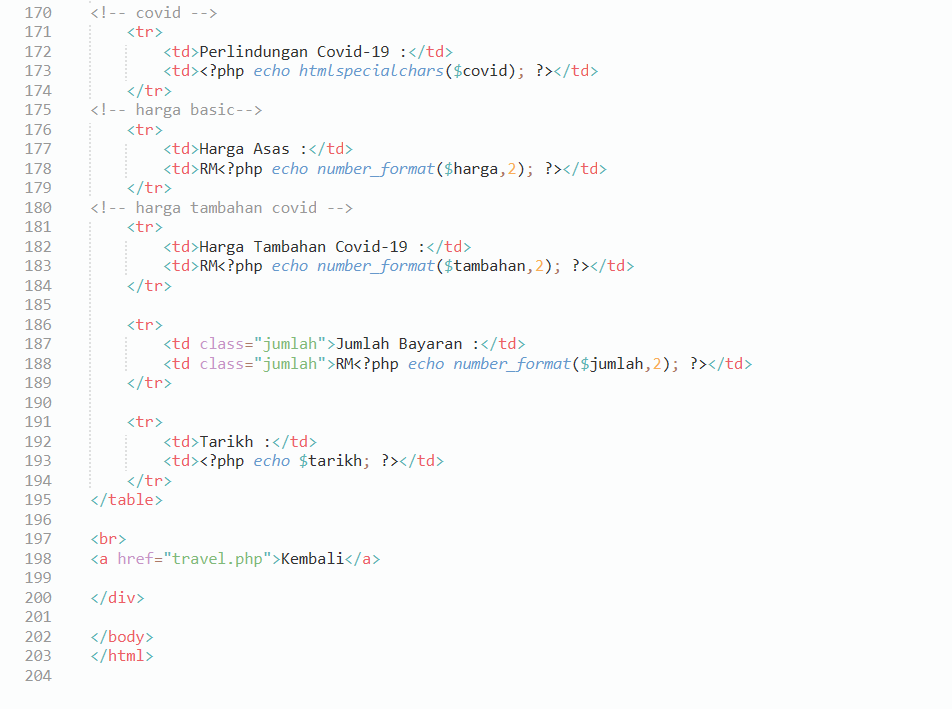 170 <!-- covid -->
171 <tr>
172 <td>Perlindungan Covid-19 :</td>
173 <td><?php echo htmlspecialchars($covid); ?></td>
174 </tr>
175 <!-- harga basic-->
176 <tr>
177 <td>Harga Asas :</td>
178 <td>RM<?php echo number_format($harga,2); ?></td>
179 </tr>
180 <!-- harga tambahan covid -->
181 <tr>
182 <td>Harga Tambahan Covid-19 :</td>
183 <td>RM<?php echo number_format($tambahan,2); ?></td>
184 </tr>
185
186 <tr>
187 <td class="jumlah">Jumlah Bayaran :</td>
188 <td class="jumlah">RM<?php echo number_format($jumlah,2); ?></td>
189 </tr>
190
191 <tr>
192 <td>Tarikh :</td>
193 <td><?php echo $tarikh; ?></td>
194 </tr>
195 </table>
196
197 <br>
198 <a href="travel.php">Kembali</a>
199
200 </div>
201
202 </body>
203 </html>
204